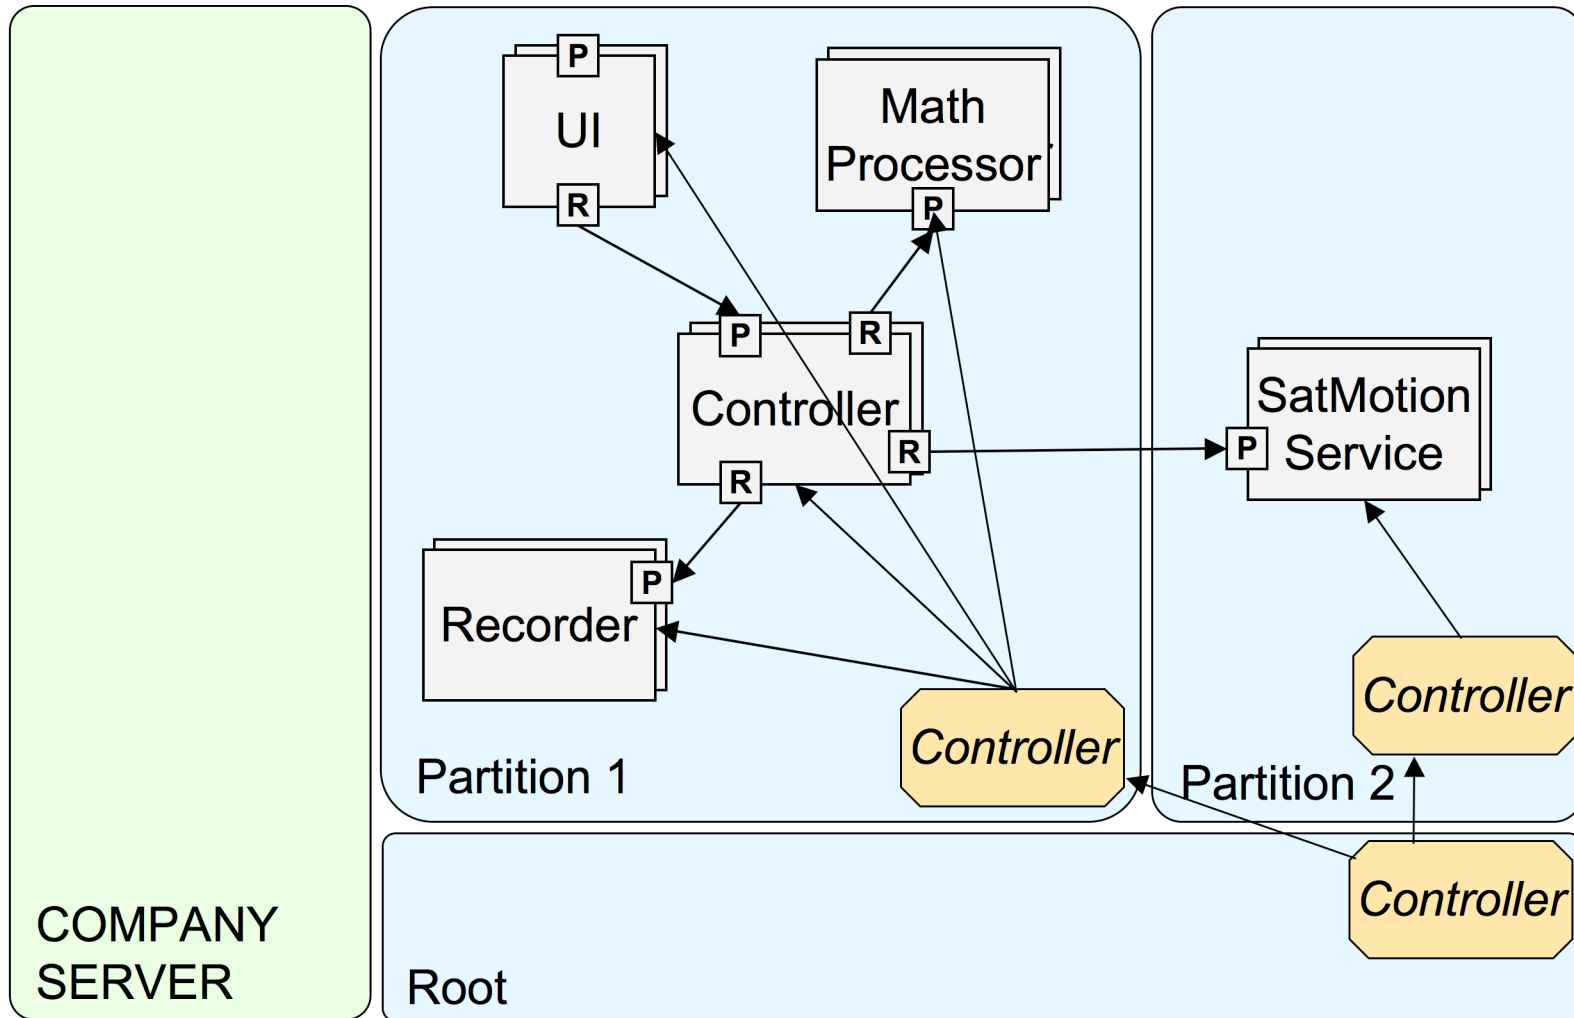 P
UI
R
Math
Processor
P
P
R
Controller
R
R
SatMotion
P
Service
P
Recorder
Controller
Controller
Partition 1
Partition 2
Controller
COMPANY
SERVER
Root